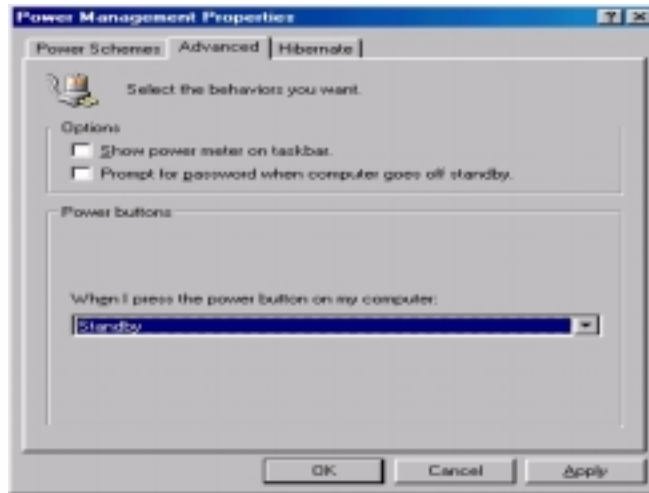 Power Management Properties
Power Schemes Advanced Hibernate
Select the behaviors you want.
Options
Show power meter on taskbar.
Prompt for password when computer goes off standby.
Power buttons
When I press the power button on my computer:
Standby
OK Cancel Apply